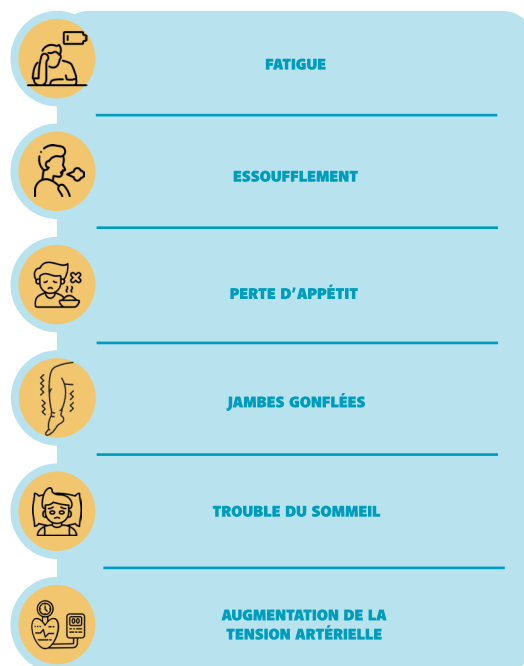 FATIGUE
ESSOUFFLEMENT
PERTE D'APPÉTIT
JAMBES GONFLÉES
TROUBLE DU SOMMEIL
AUGMENTATION DE LA
TENSION ARTÉRIELLE